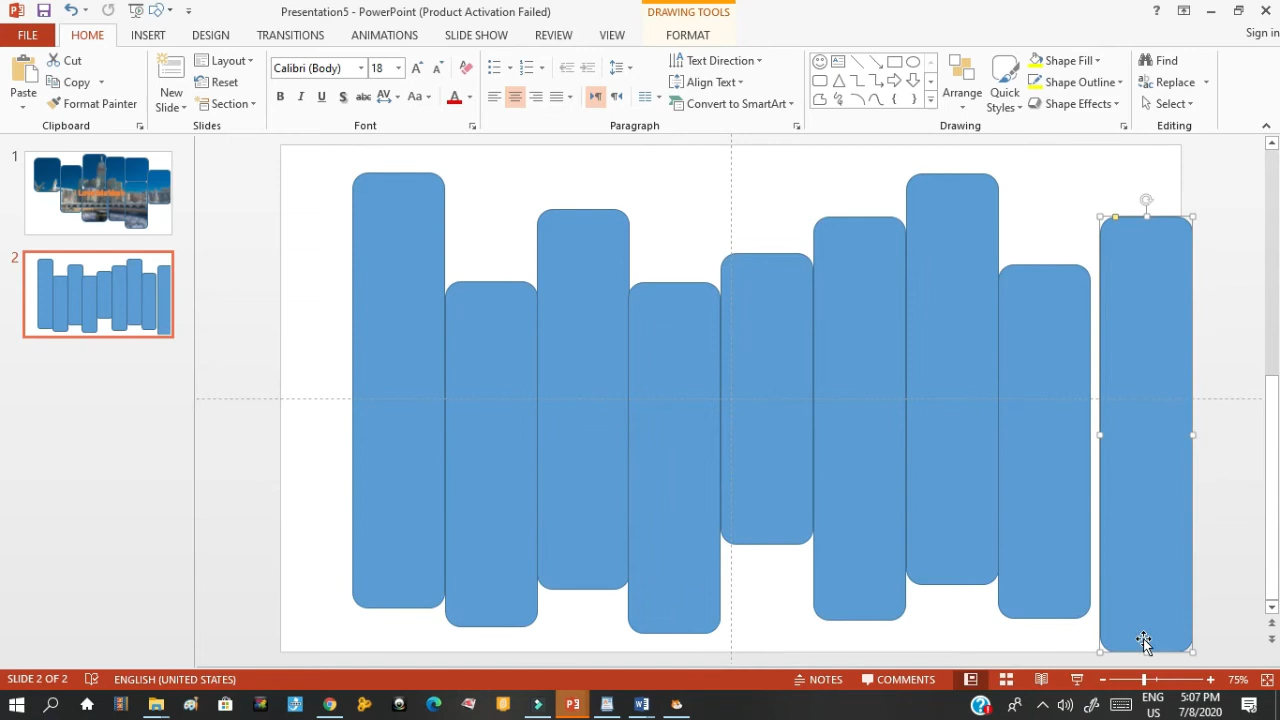 Presentation5 - PowerPoint (Product Activation Failed)
DRAWING TOOLS
?
FILE HOME INSERT DESIGN TRANSITIONS ANIMATIONS SLIDE SHOW REVIEW VIEW FORMAT
Sign in
Paste
Cut
Copy
Format Painter
Clipboard
New
Slide
Layout
Reset
Section
Slides
Calibri (Body) 18
B I U S abc AV Aa A
Font
Text Direction
Align Text
Convert to SmartArt
Paragraph
Arrange
Quick
Styles
Shape Fill
Shape Outline
Shape Effects
Drawing
Find
Replace
Select
Editing
1
2
SLIDE 2 OF 2
ENGLISH (UNITED STATES)
NOTES
COMMENTS
75%
ENG
US
5:07 PM
7/8/2020